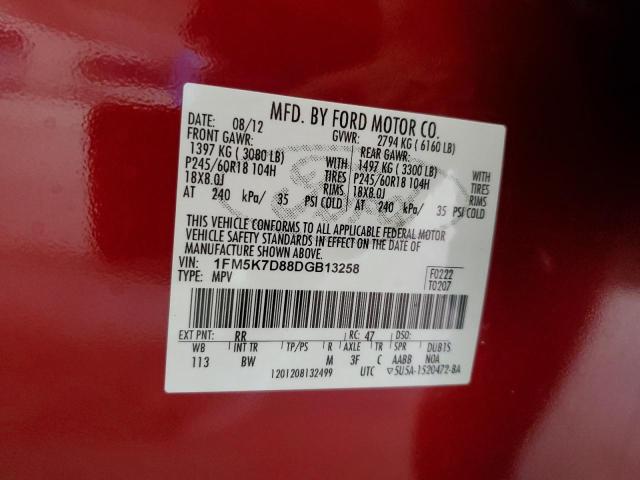 MFD. BY FORD MOTOR CO.
DATE: 08/12 GVWR: 2794 KG ( 6160 LB)
FRONT GAWR: REAR GAWR:
1397 KG ( 3080 LB) WITH 1497 KG ( 3300 LB) WITH
P245/60R18 104H TIRES P245/60R18 104H TIRES
18X8.0J RIMS 18X8.0J RIMS
AT 240 kPa/ 35 PSI COLD AT 240 kPa/ 35 PSI COLD
THIS VEHICLE CONFORMS TO ALL APPLICABLE FEDERAL MOTOR
VEHICLE SAFETY STANDARDS IN EFFECT ON THE DATE OF
MANUFACTURE SHOWN ABOVE.
VIN: 1FM5K7D88DGB13258 F0222
TYPE: MPV T0207
EXT PNT: RR RC: 47 DSO:
WB INT TR TP/PS R AXLE TR SPR DUB1S
113 BW M 3F C AABB N0A
1201208132499 UTC ▽5U5A-1520472-BA
Ford